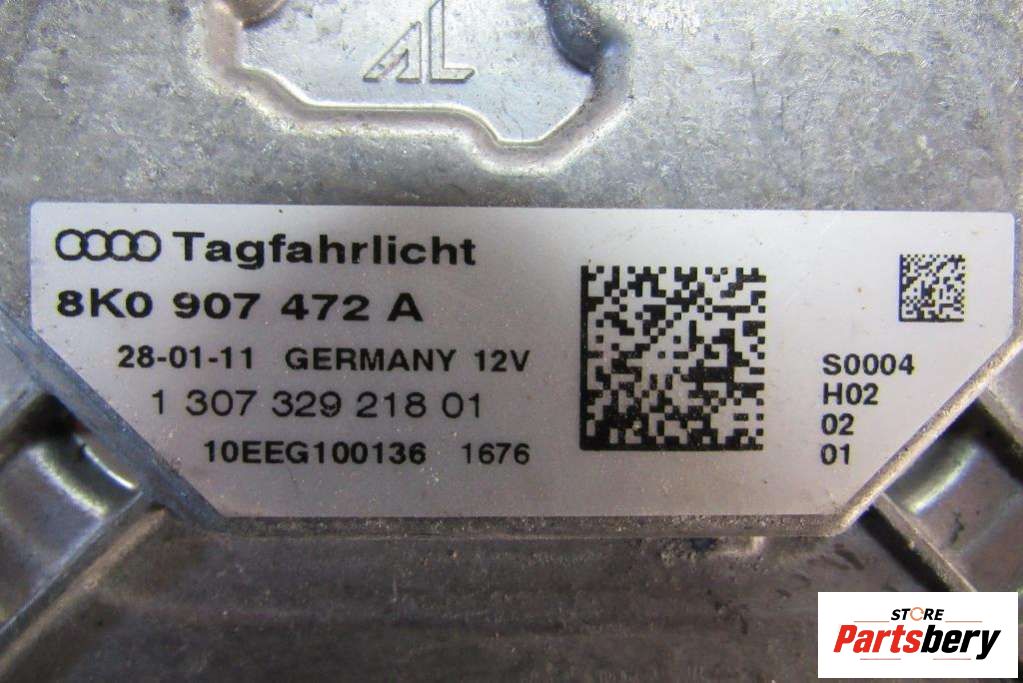 AL
Tagfahrlicht
8K0 907 472 A
28-01-11 GERMANY 12V
1 307 329 218 01
10EEG100136 1676
S0004
H02
02
01
STORE
Partsbery